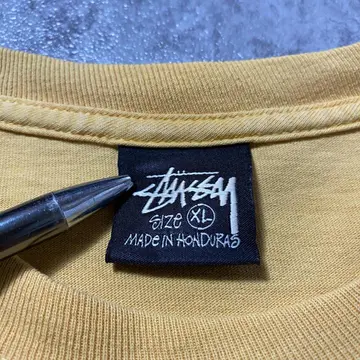 STÜSSY
SIZE XL
MADE IN HONDURAS